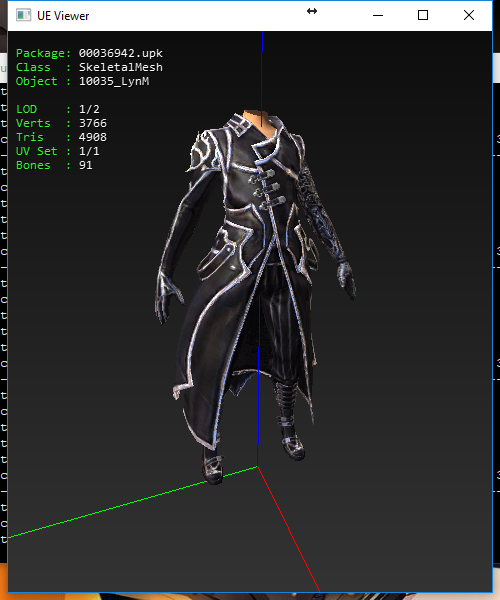 UE Viewer
Package: 00036942.upk
Class : SkeletalMesh
Object : 10035_LynM
LOD : 1/2
Verts : 3766
Tris : 4908
UV Set : 1/1
Bones : 91